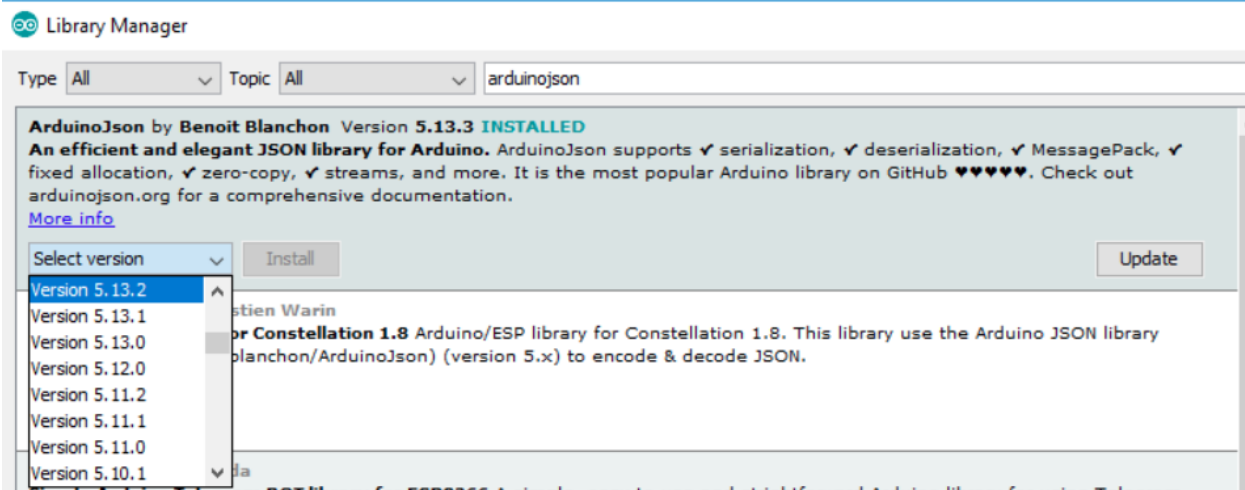 Library Manager
Type All Topic All arduinojson
ArduinoJson by Benoit Blanchon Version 5.13.3 INSTALLED
An efficient and elegant JSON library for Arduino. ArduinoJson supports ✔ serialization, ✔ deserialization, ✔ MessagePack, ✔
fixed allocation, ✔ zero-copy, ✔ streams, and more. It is the most popular Arduino library on GitHub ♥♥♥♥♥. Check out
arduinojson.org for a comprehensive documentation.
More info
Select version Install Update
Version 5.13.2
Version 5.13.1 stien Warin
Version 5.13.0 or Constellation 1.8 Arduino/ESP library for Constellation 1.8. This library use the Arduino JSON library
Version 5.12.0 blanchon/ArduinoJson) (version 5.x) to encode & decode JSON.
Version 5.11.2
Version 5.11.1
Version 5.11.0
Version 5.10.1 da